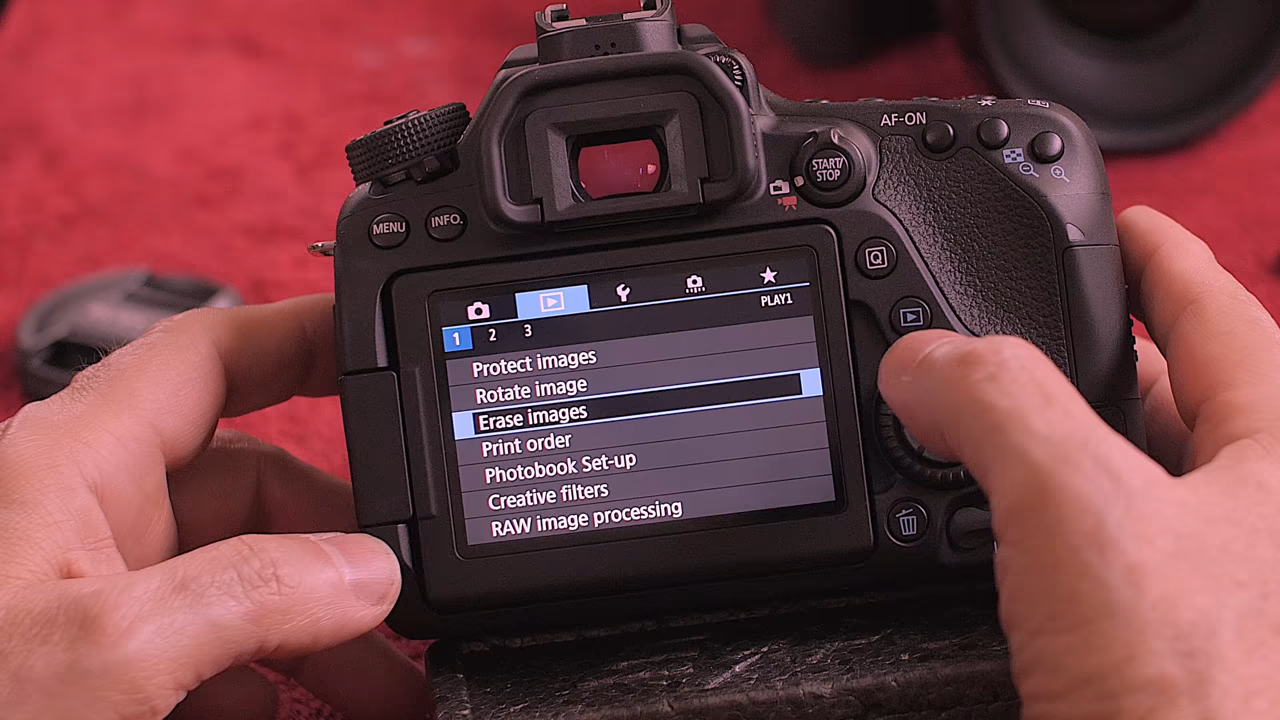 AF-ON
START/
STOP
MENU
INFO.
Q
PLAY1
1 2 3
Protect images
Rotate image
Erase images
Print order
Photobook Set-up
Creative filters
RAW image processing